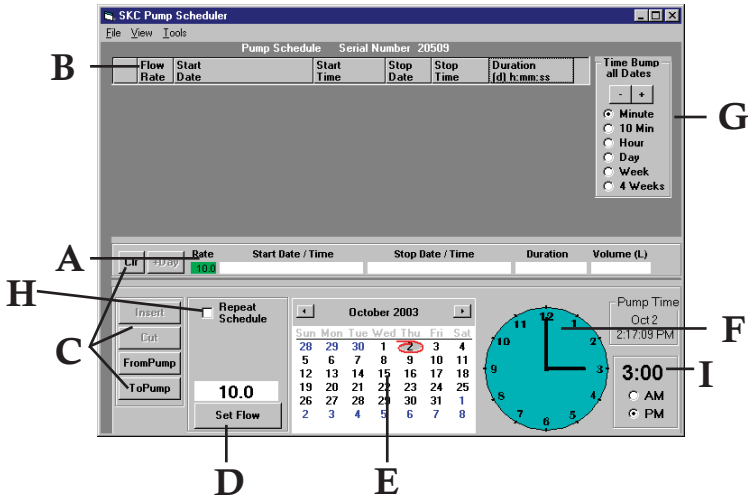 SKC Pump Scheduler
File View Tools
Pump Schedule Serial Number 20509
B
Flow Rate Start Date Start Time Stop Date Stop Time Duration (d) h:mm:ss
Time Bump all Dates
- +
Minute
10 Min
Hour
Day
Week
4 Weeks
G
A
Clr +Day Rate Start Date / Time Stop Date / Time Duration Volume (L)
10.0
H
C
Insert
Cut
FromPump
ToPump
Repeat
Schedule
10.0
Set Flow
D
October 2003
Sun Mon Tue Wed Thu Fri Sat
28 29 30 1 2 3 4
5 6 7 8 9 10 11
12 13 14 15 16 17 18
19 20 21 22 23 24 25
26 27 28 29 30 31 1
2 3 4 5 6 7 8
E
12 1 2 3 4 5 6 7 8 9 10 11
F
Pump Time
Oct 2
2:17:09 PM
3:00
AM
PM
I